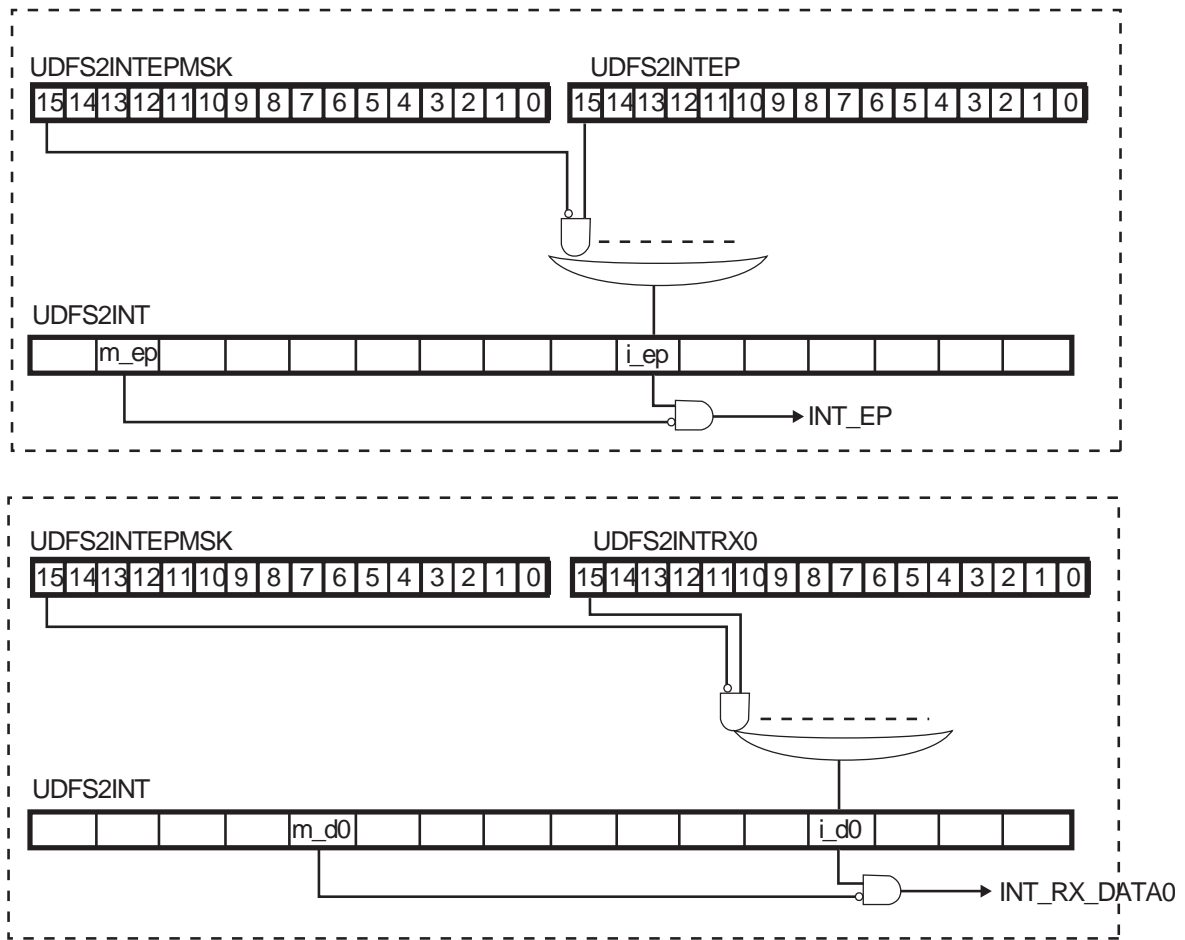 UDFS2INTEPMSK UDFS2INTEP
15 14 13 12 11 10 9 8 7 6 5 4 3 2 1 0 15 14 13 12 11 10 9 8 7 6 5 4 3 2 1 0
UDFS2INT
m_ep i_ep
INT_EP
UDFS2INTEPMSK UDFS2INTRX0
15 14 13 12 11 10 9 8 7 6 5 4 3 2 1 0 15 14 13 12 11 10 9 8 7 6 5 4 3 2 1 0
UDFS2INT
m_d0 i_d0
INT_RX_DATA0